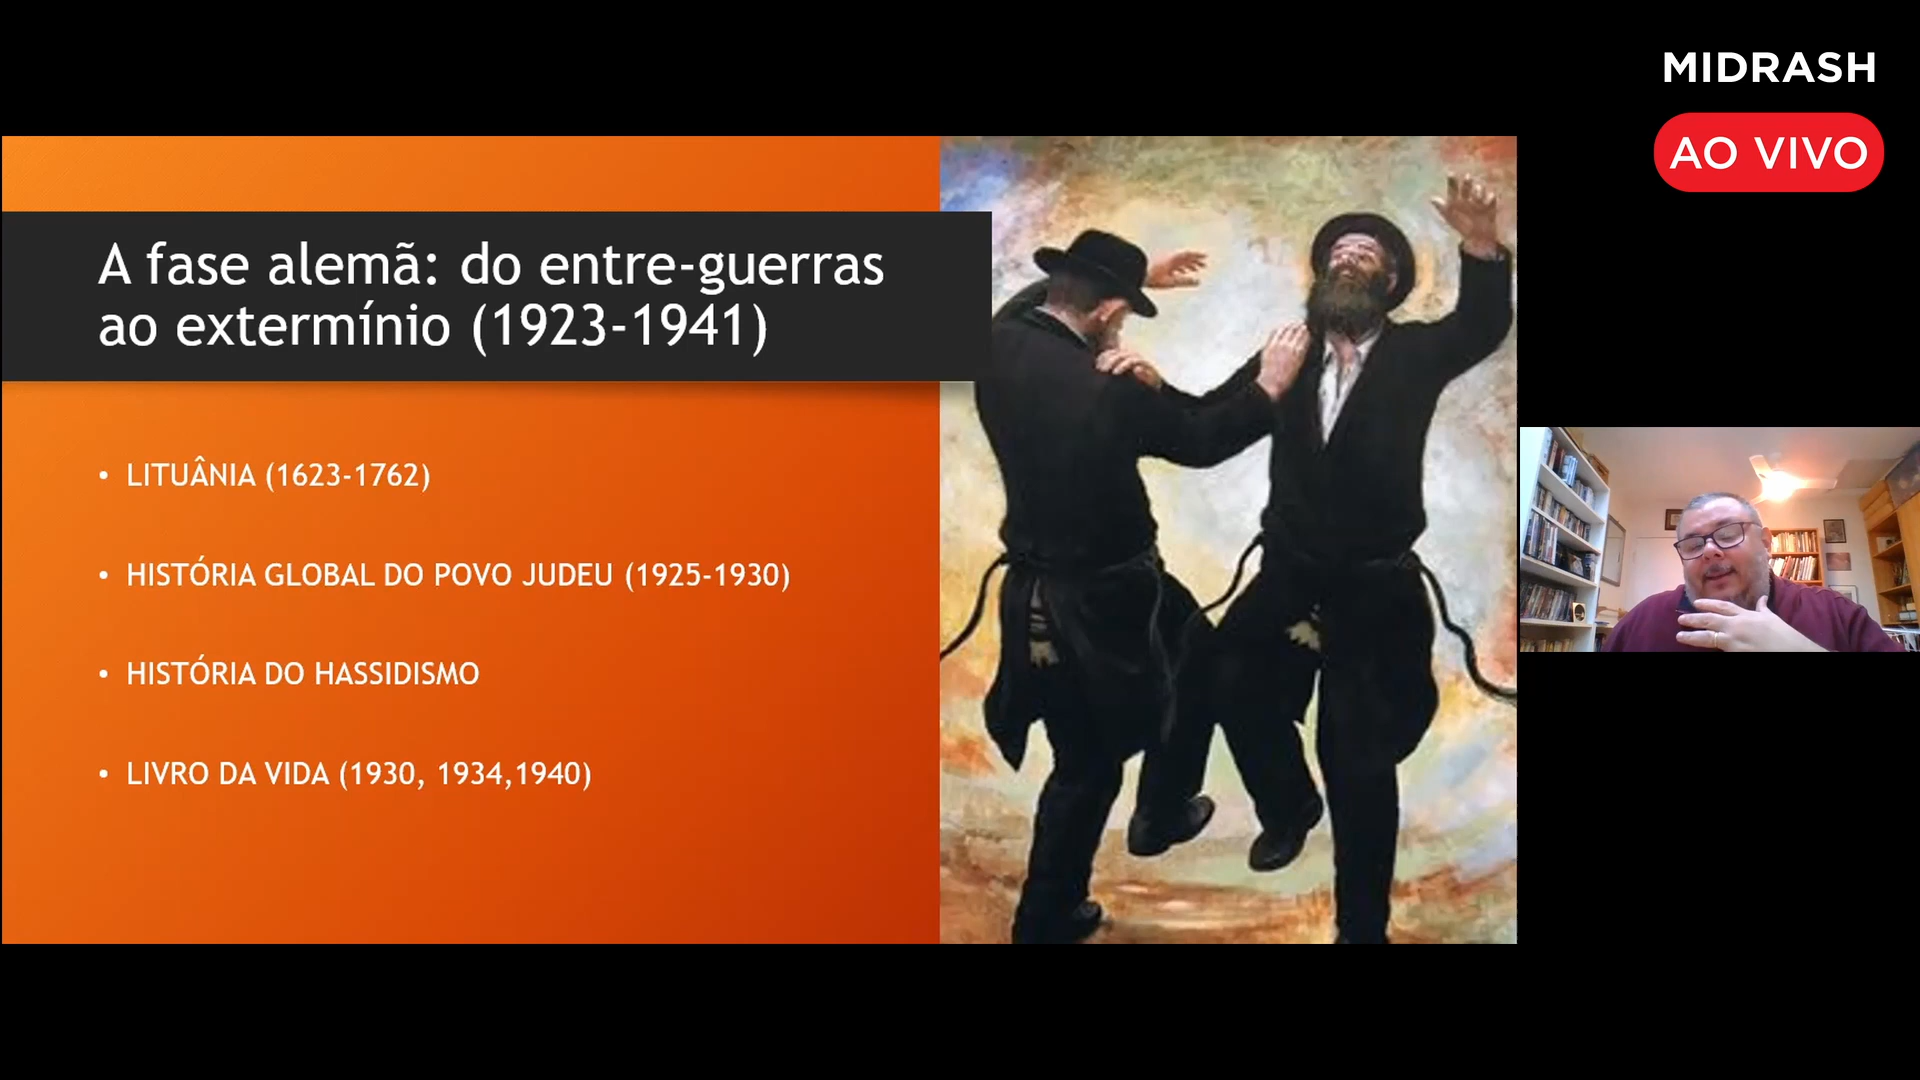 MIDRASH
AO VIVO
A fase alemã: do entre-guerras
ao extermínio (1923-1941)
• LITUÂNIA (1623-1762)
• HISTÓRIA GLOBAL DO POVO JUDEU (1925-1930)
• HISTÓRIA DO HASSIDISMO
• LIVRO DA VIDA (1930, 1934,1940)